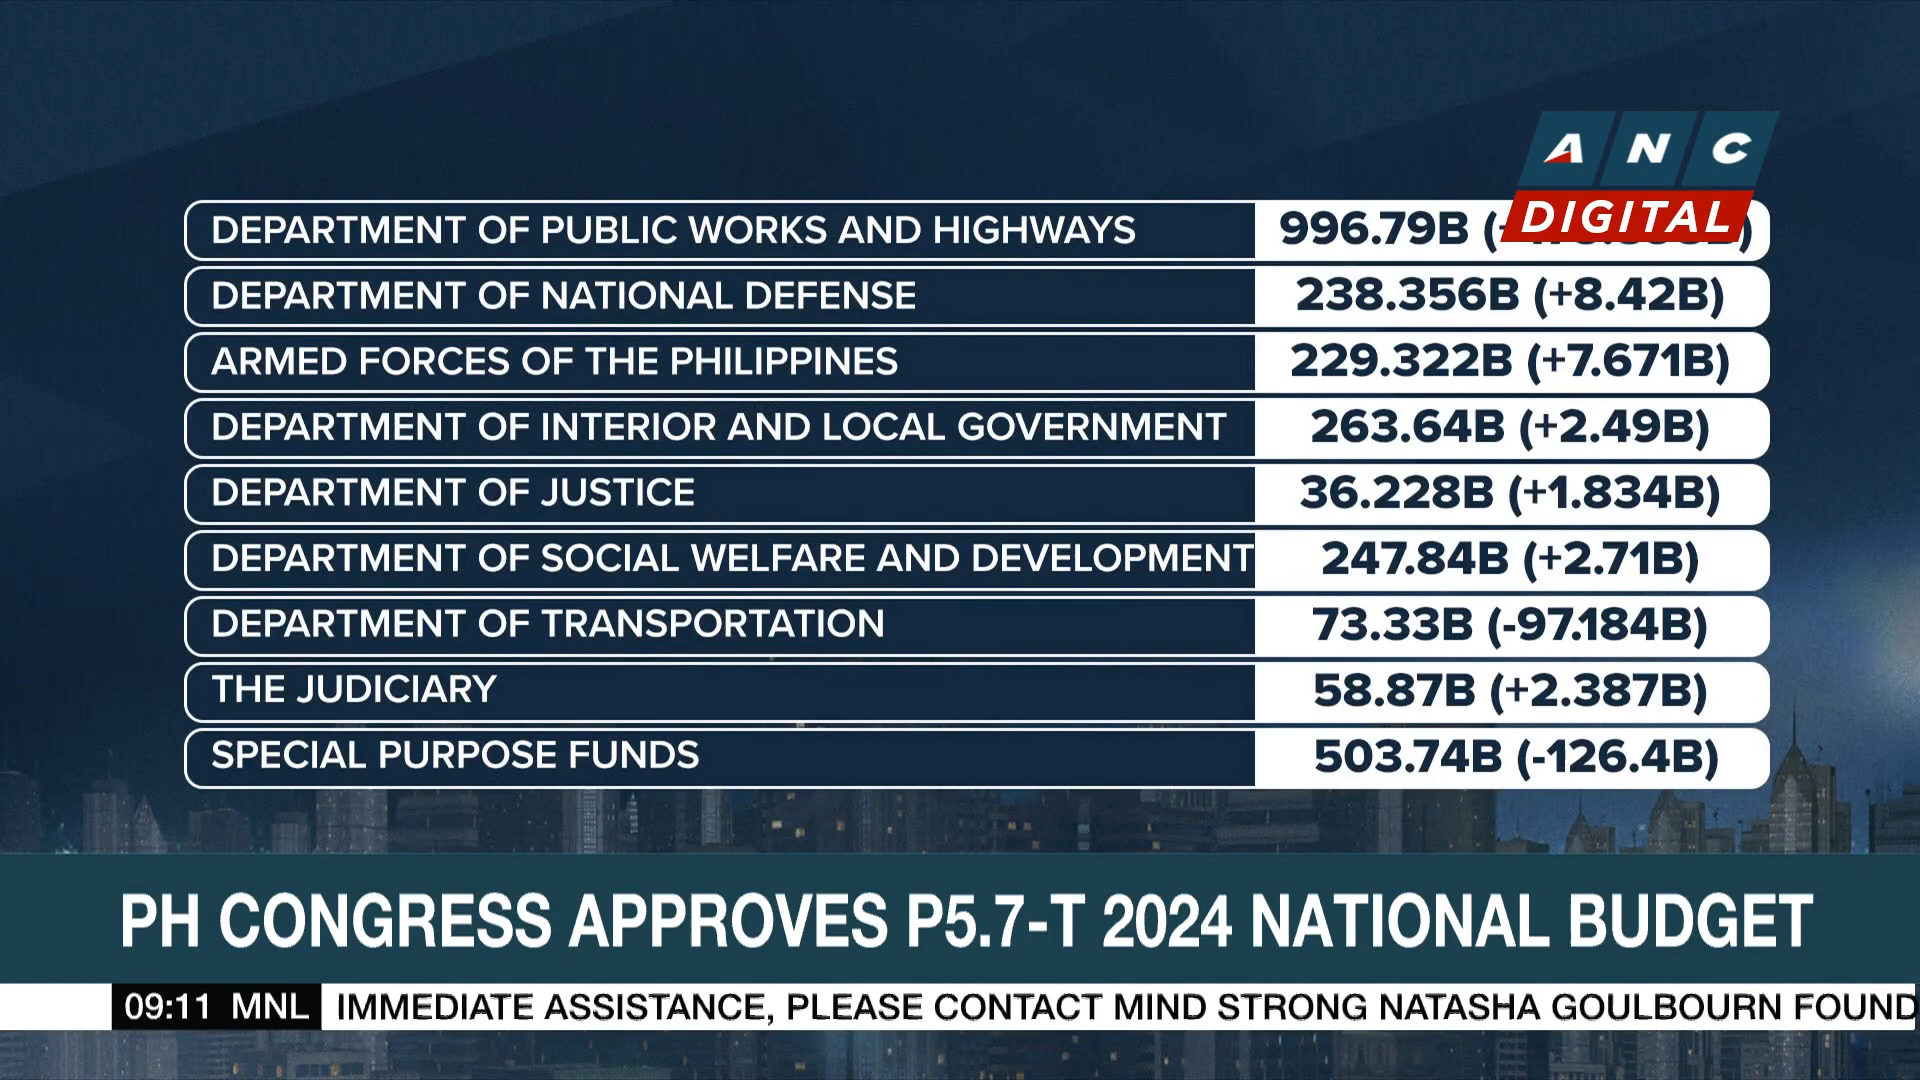 ANC
DIGITAL
DEPARTMENT OF PUBLIC WORKS AND HIGHWAYS 996.79B
DEPARTMENT OF NATIONAL DEFENSE 238.356B (+8.42B)
ARMED FORCES OF THE PHILIPPINES 229.322B (+7.671B)
DEPARTMENT OF INTERIOR AND LOCAL GOVERNMENT 263.64B (+2.49B)
DEPARTMENT OF JUSTICE 36.228B (+1.834B)
DEPARTMENT OF SOCIAL WELFARE AND DEVELOPMENT 247.84B (+2.71B)
DEPARTMENT OF TRANSPORTATION 73.33B (-97.184B)
THE JUDICIARY 58.87B (+2.387B)
SPECIAL PURPOSE FUNDS 503.74B (-126.4B)
PH CONGRESS APPROVES P5.7-T 2024 NATIONAL BUDGET
09:11 MNL IMMEDIATE ASSISTANCE, PLEASE CONTACT MIND STRONG NATASHA GOULBOURN FOUND